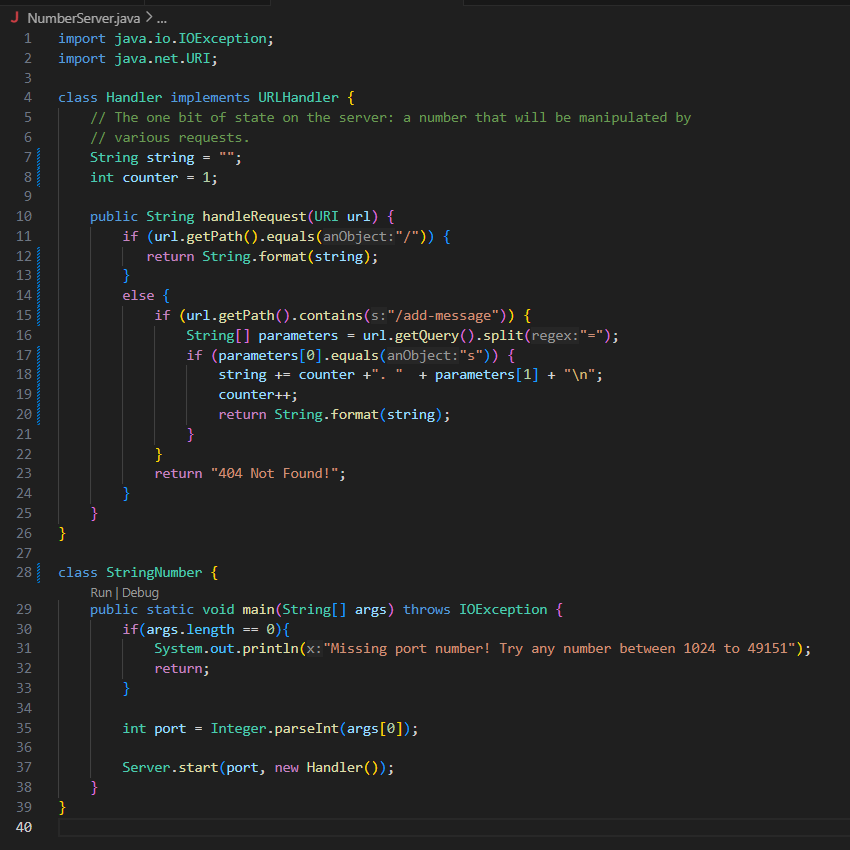 NumberServer.java > ...
1 import java.io.IOException;
2 import java.net.URI;
3
4 class Handler implements URLHandler {
5     // The one bit of state on the server: a number that will be manipulated by
6     // various requests.
7     String string = "";
8     int counter = 1;
9
10     public String handleRequest(URI url) {
11         if (url.getPath().equals(anObject:"/")) {
12            return String.format(string);
13         }
14         else {
15             if (url.getPath().contains(s:"/add-message")) {
16                 String[] parameters = url.getQuery().split(regex:"=");
17                 if (parameters[0].equals(anObject:"s")) {
18                     string += counter +". "  + parameters[1] + "\n";
19                     counter++;
20                     return String.format(string);
21                 }
22             }
23             return "404 Not Found!";
24         }
25     }
26 }
27
28 class StringNumber {
Run | Debug
29     public static void main(String[] args) throws IOException {
30         if(args.length == 0){
31             System.out.println(x:"Missing port number! Try any number between 1024 to 49151");
32             return;
33         }
34
35         int port = Integer.parseInt(args[0]);
36
37         Server.start(port, new Handler());
38     }
39 }
40